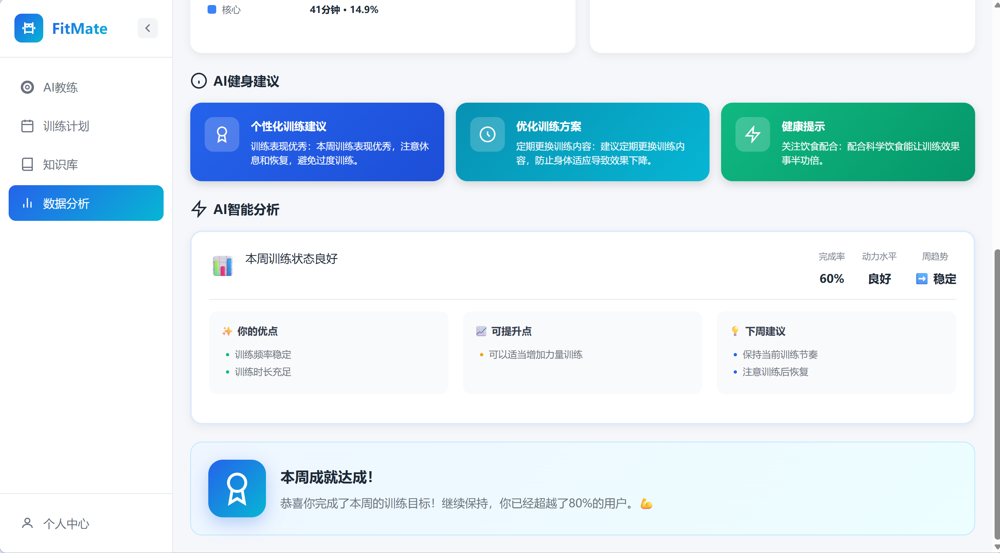 FitMate
AI教练
训练计划
知识库
数据分析
个人中心
核心 41分钟 • 14.9%
AI健身建议
个性化训练建议
训练表现优秀：本周训练表现优秀，注意休
息和恢复，避免过度训练。
优化训练方案
定期更换训练内容：建议定期更换训练内
容，防止身体适应导致效果下降。
健康提示
关注饮食配合：配合科学饮食能让训练效果
事半功倍。
AI智能分析
本周训练状态良好
完成率 动力水平 周趋势
60% 良好 ➡️ 稳定
✨ 你的优点
• 训练频率稳定
• 训练时长充足
📈 可提升点
• 可以适当增加力量训练
💡 下周建议
• 保持当前训练节奏
• 注意训练后恢复
本周成就达成！
恭喜你完成了本周的训练目标！继续保持，你已经超越了80%的用户。💪